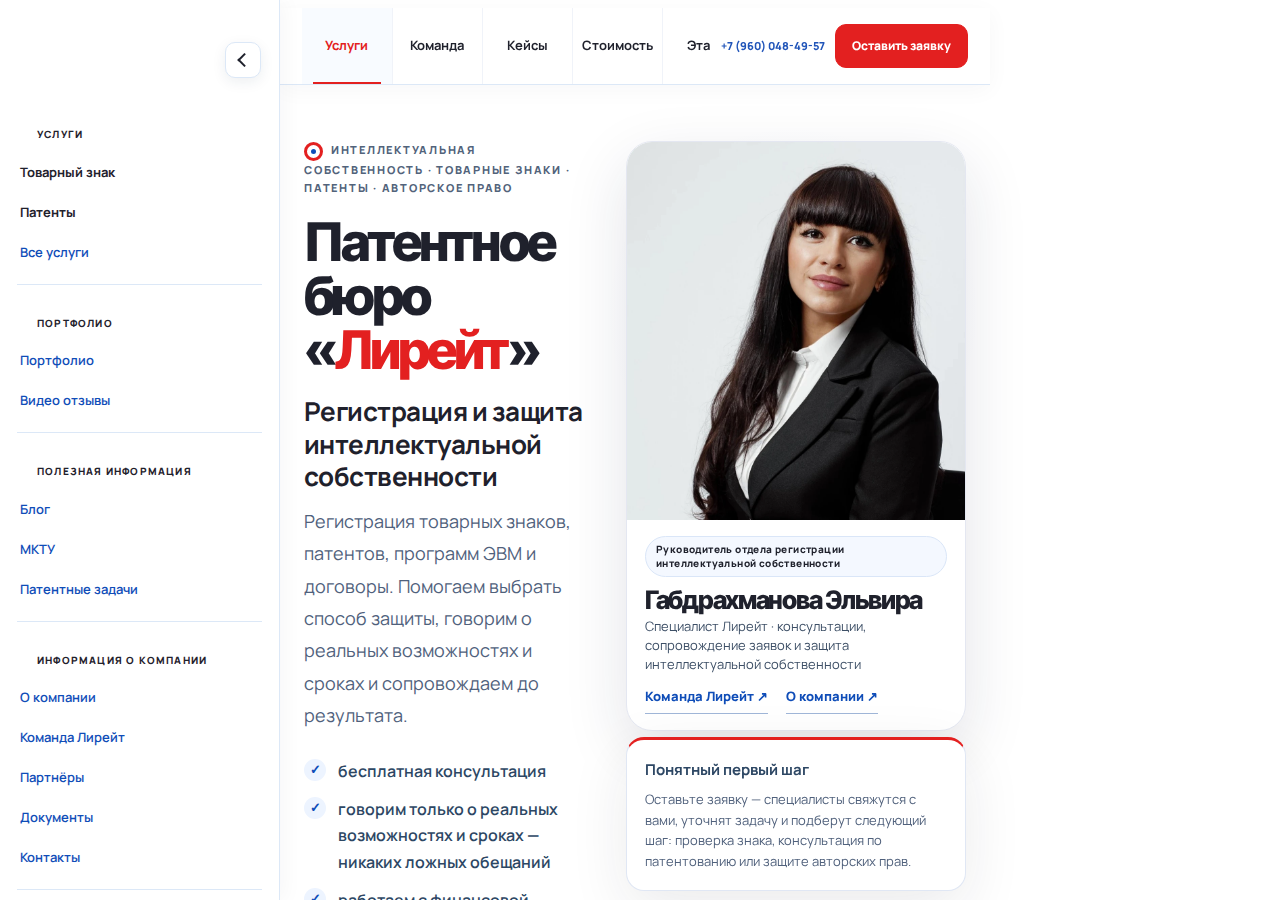 Услуги
Команда
Кейсы
Стоимость
Эта
+7 (960) 048-49-57
Оставить заявку
УСЛУГИ
Товарный знак
Патенты
Все услуги
ПОРТФОЛИО
Портфолио
Видео отзывы
ПОЛЕЗНАЯ ИНФОРМАЦИЯ
Блог
МКТУ
Патентные задачи
ИНФОРМАЦИЯ О КОМПАНИИ
О компании
Команда Лирейт
Партнёры
Документы
Контакты
ИНТЕЛЛЕКТУАЛЬНАЯ
СОБСТВЕННОСТЬ · ТОВАРНЫЕ ЗНАКИ ·
ПАТЕНТЫ · АВТОРСКОЕ ПРАВО
Патентное
бюро
«Лирейт»
Регистрация и защита
интеллектуальной
собственности
Регистрация товарных знаков,
патентов, программ ЭВМ и
договоры. Помогаем выбрать
способ защиты, говорим о
реальных возможностях и
сроках и сопровождаем до
результата.
✓ бесплатная консультация
✓ говорим только о реальных
возможностях и сроках —
никаких ложных обещаний
✓ работаем с финансовой
Руководитель отдела регистрации
интеллектуальной собственности
Габдрахманова Эльвира
Специалист Лирейт · консультации,
сопровождение заявок и защита
интеллектуальной собственности
Команда Лирейт ↗ О компании ↗
Понятный первый шаг
Оставьте заявку — специалисты свяжутся с
вами, уточнят задачу и подберут следующий
шаг: проверка знака, консультация по
патентованию или защите авторских прав.